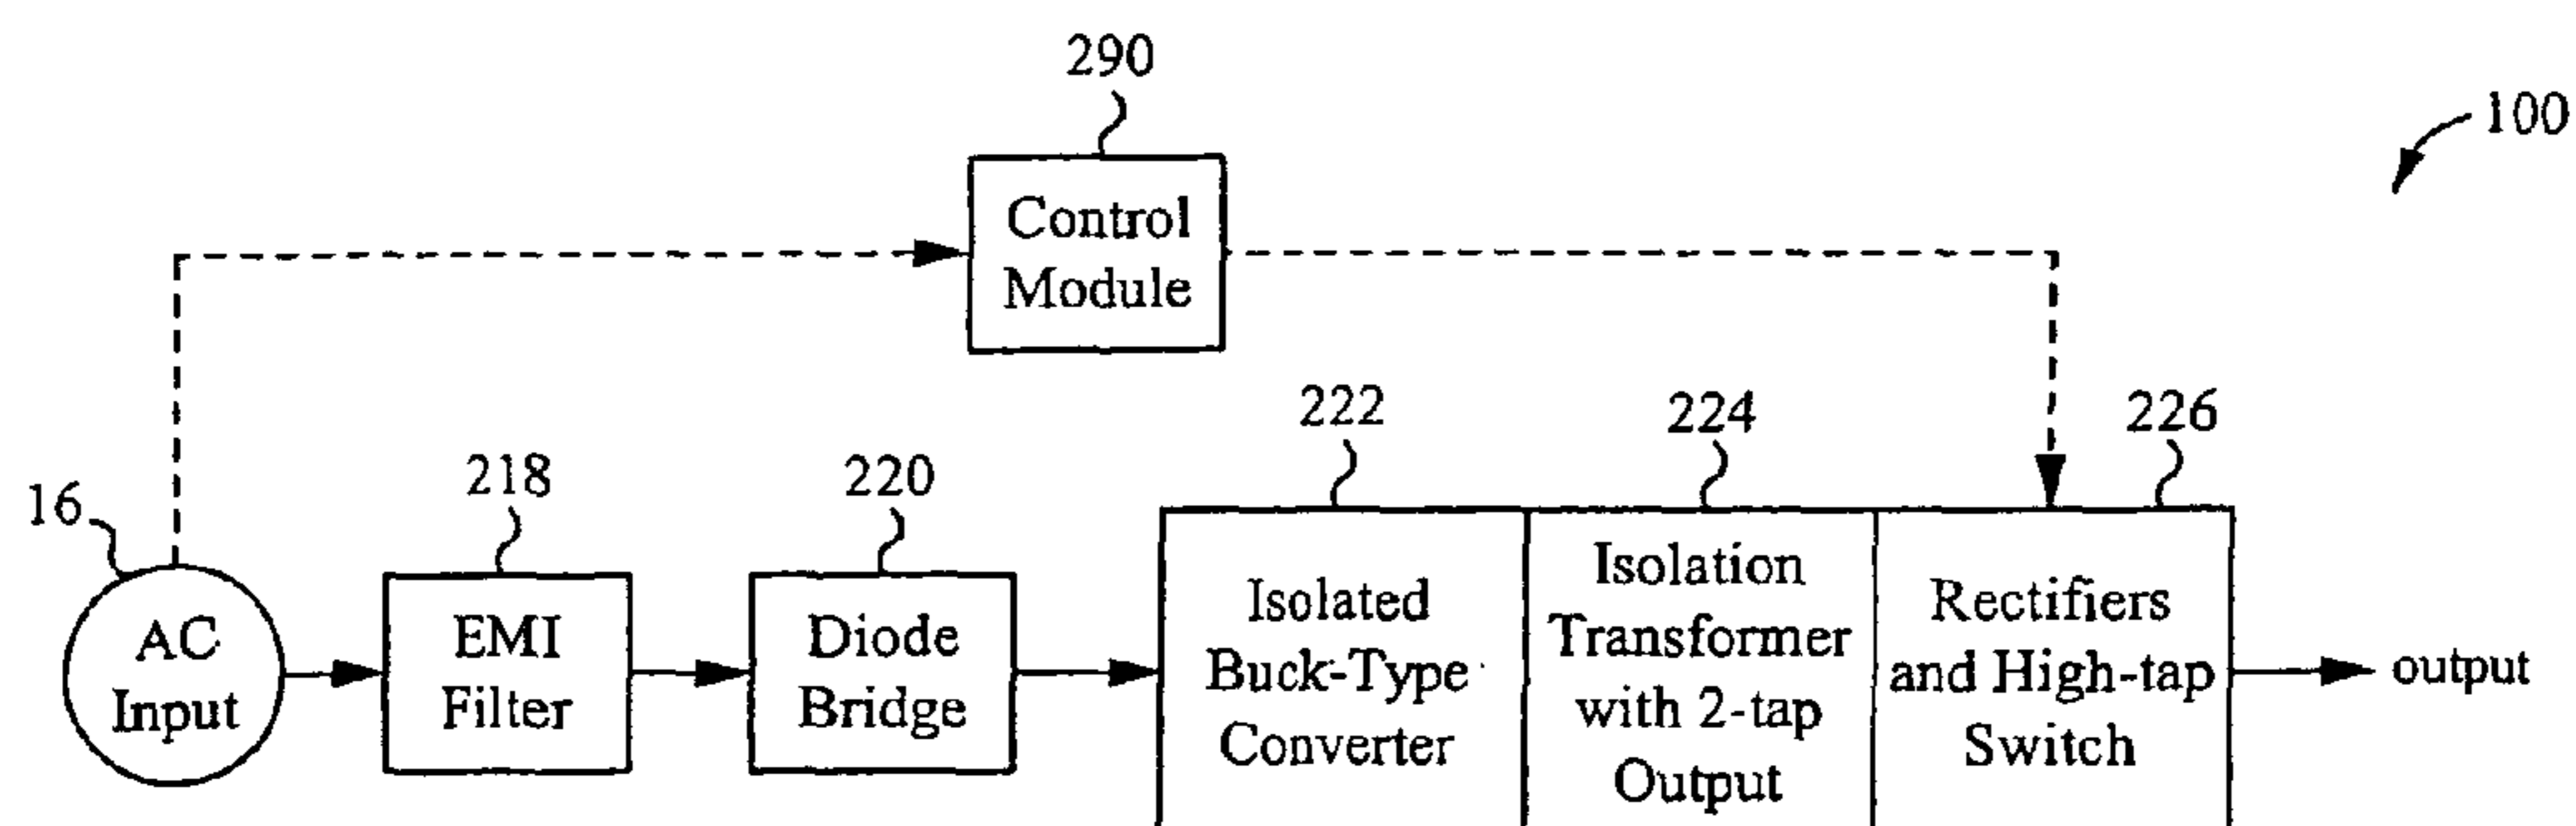 290
100
Control
Module
222
224
226
218
220
16
AC
Input
EMI
Filter
Diode
Bridge
Isolated
Buck-Type
Converter
Isolation
Transformer
with 2-tap
Output
Rectifiers
and High-tap
Switch
output